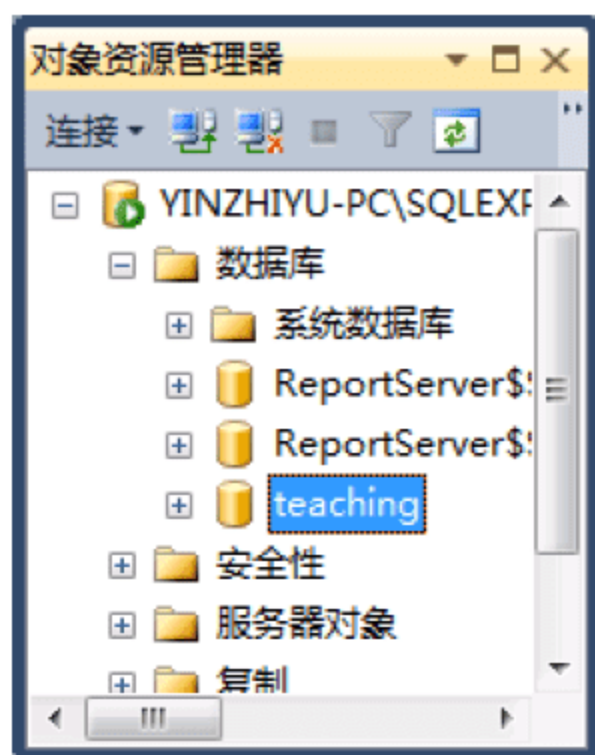 对象资源管理器
连接
YINZHIYU-PC\SQLEXP
数据库
系统数据库
ReportServer$
ReportServer$
teaching
安全性
服务器对象
复制